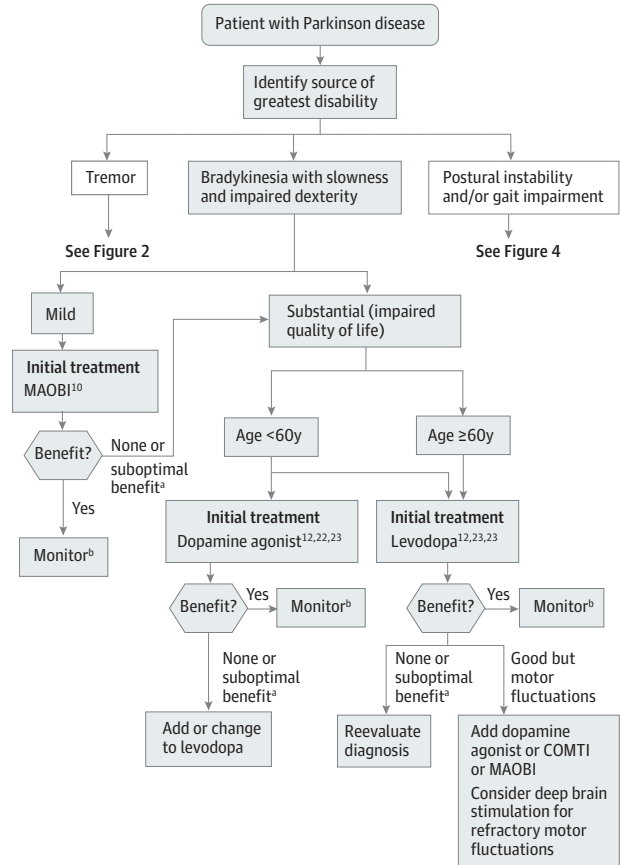 Patient with Parkinson disease
Identify source of
greatest disability
Tremor
Bradykinesia with slowness
and impaired dexterity
Postural instability
and/or gait impairment
See Figure 2
See Figure 4
Mild
Substantial (impaired
quality of life)
Initial treatment
MAOBI10
Benefit?
None or
suboptimal
benefita
Yes
Monitorb
Age <60y
Age ≥60y
Initial treatment
Dopamine agonist12,22,23
Initial treatment
Levodopa12,23,23
Benefit?
Yes
Monitorb
Benefit?
Yes
Monitorb
None or
suboptimal
benefita
None or
suboptimal
benefita
Good but
motor
fluctuations
Add or change
to levodopa
Reevaluate
diagnosis
Add dopamine
agonist or COMTI
or MAOBI
Consider deep brain
stimulation for
refractory motor
fluctuations